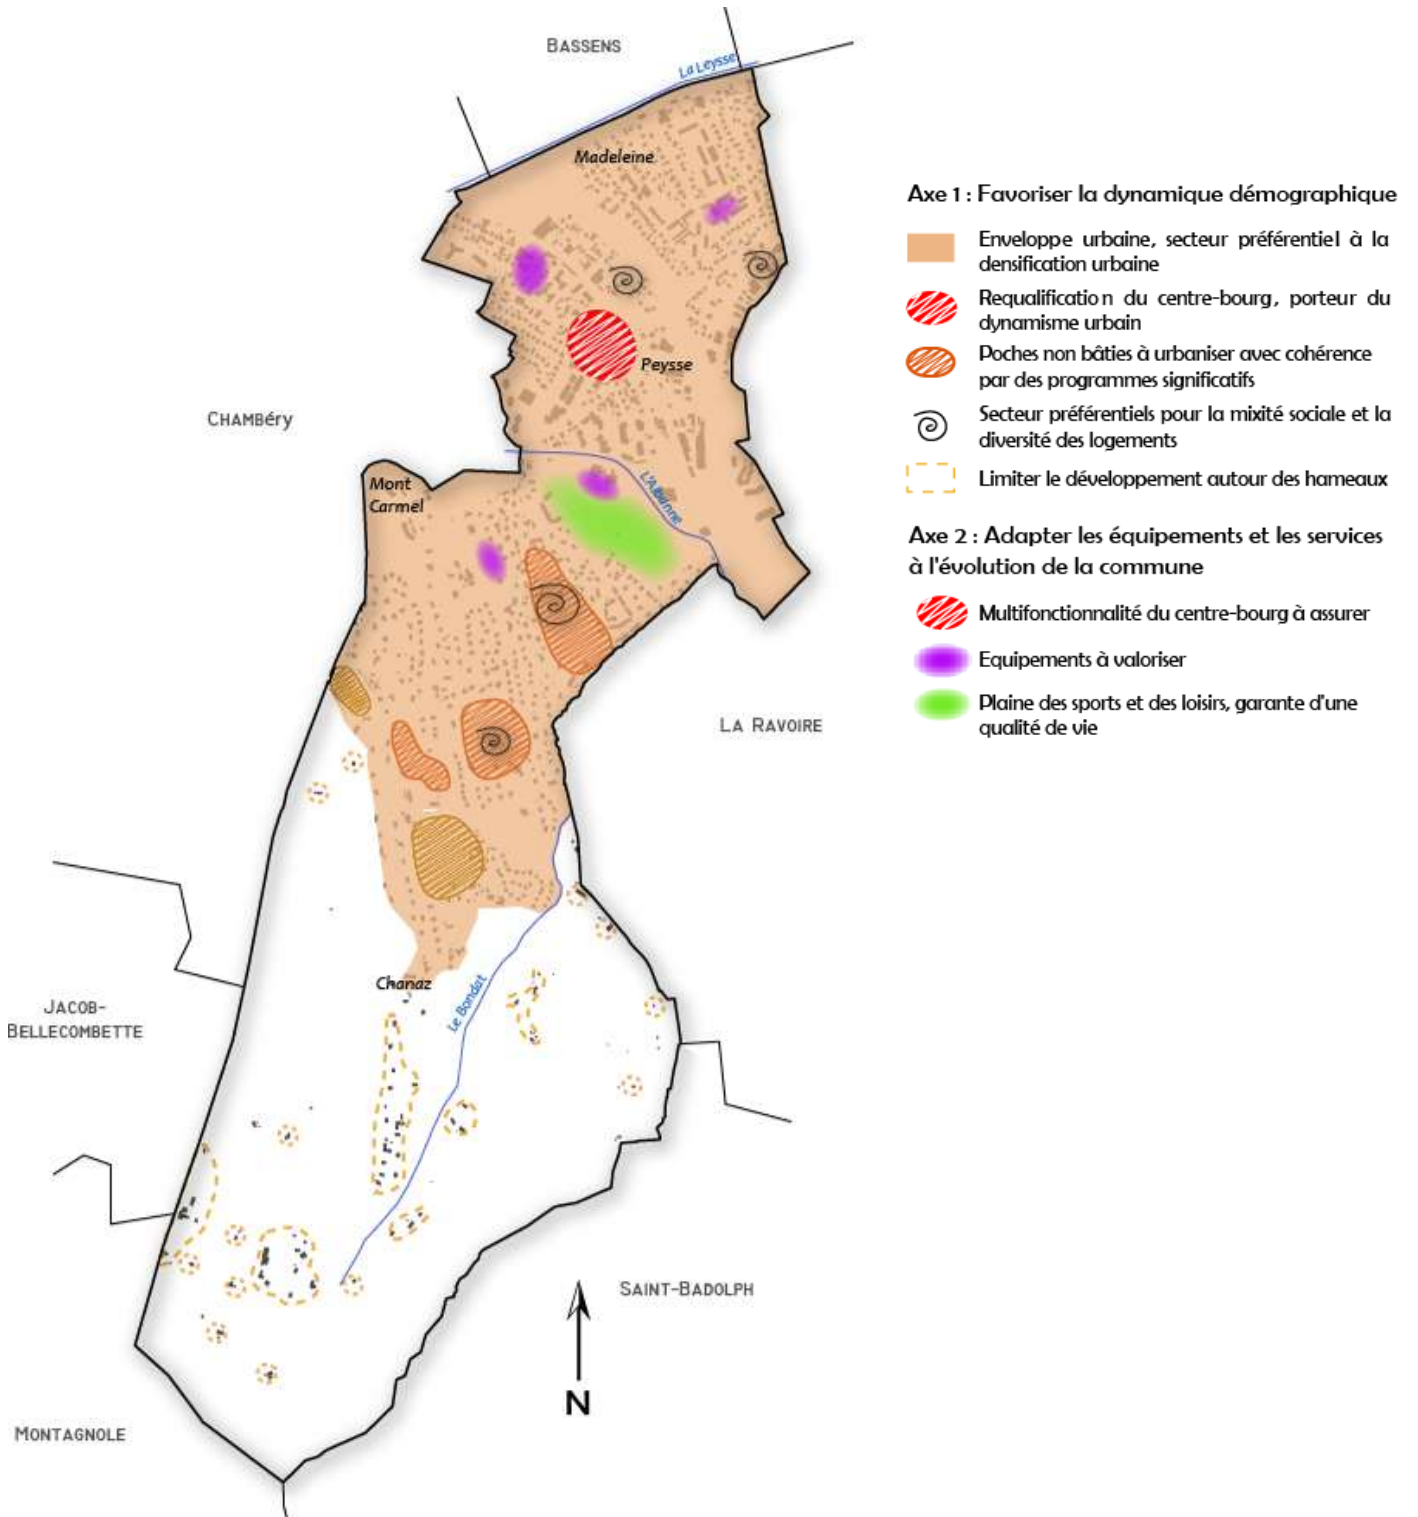 BASSENS
La Leysse
Madeleine
Peysse
CHAMBéry
Mont
Carmel
L'Albanne
LA RAVOIRE
Chanaz
Le Bondat
JACOB-
BELLECOMBETTE
SAINT-BADOLPH
N
MONTAGNOLE
Axe 1 : Favoriser la dynamique démographique
Enveloppe urbaine, secteur préférentiel à la
densification urbaine
Requalification du centre-bourg, porteur du
dynamisme urbain
Poches non bâties à urbaniser avec cohérence
par des programmes significatifs
Secteur préférentiels pour la mixité sociale et la
diversité des logements
Limiter le développement autour des hameaux
Axe 2 : Adapter les équipements et les services
à l'évolution de la commune
Multifonctionnalité du centre-bourg à assurer
Equipements à valoriser
Plaine des sports et des loisirs, garante d'une
qualité de vie